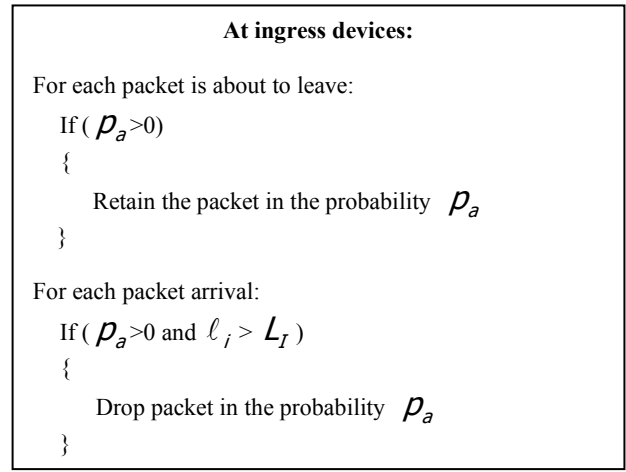 At ingress devices:
For each packet is about to leave:
If ( pₐ>0)
{
Retain the packet in the probability pₐ
}
For each packet arrival:
If ( pₐ>0 and ℓᵢ > L_I )
{
Drop packet in the probability pₐ
}